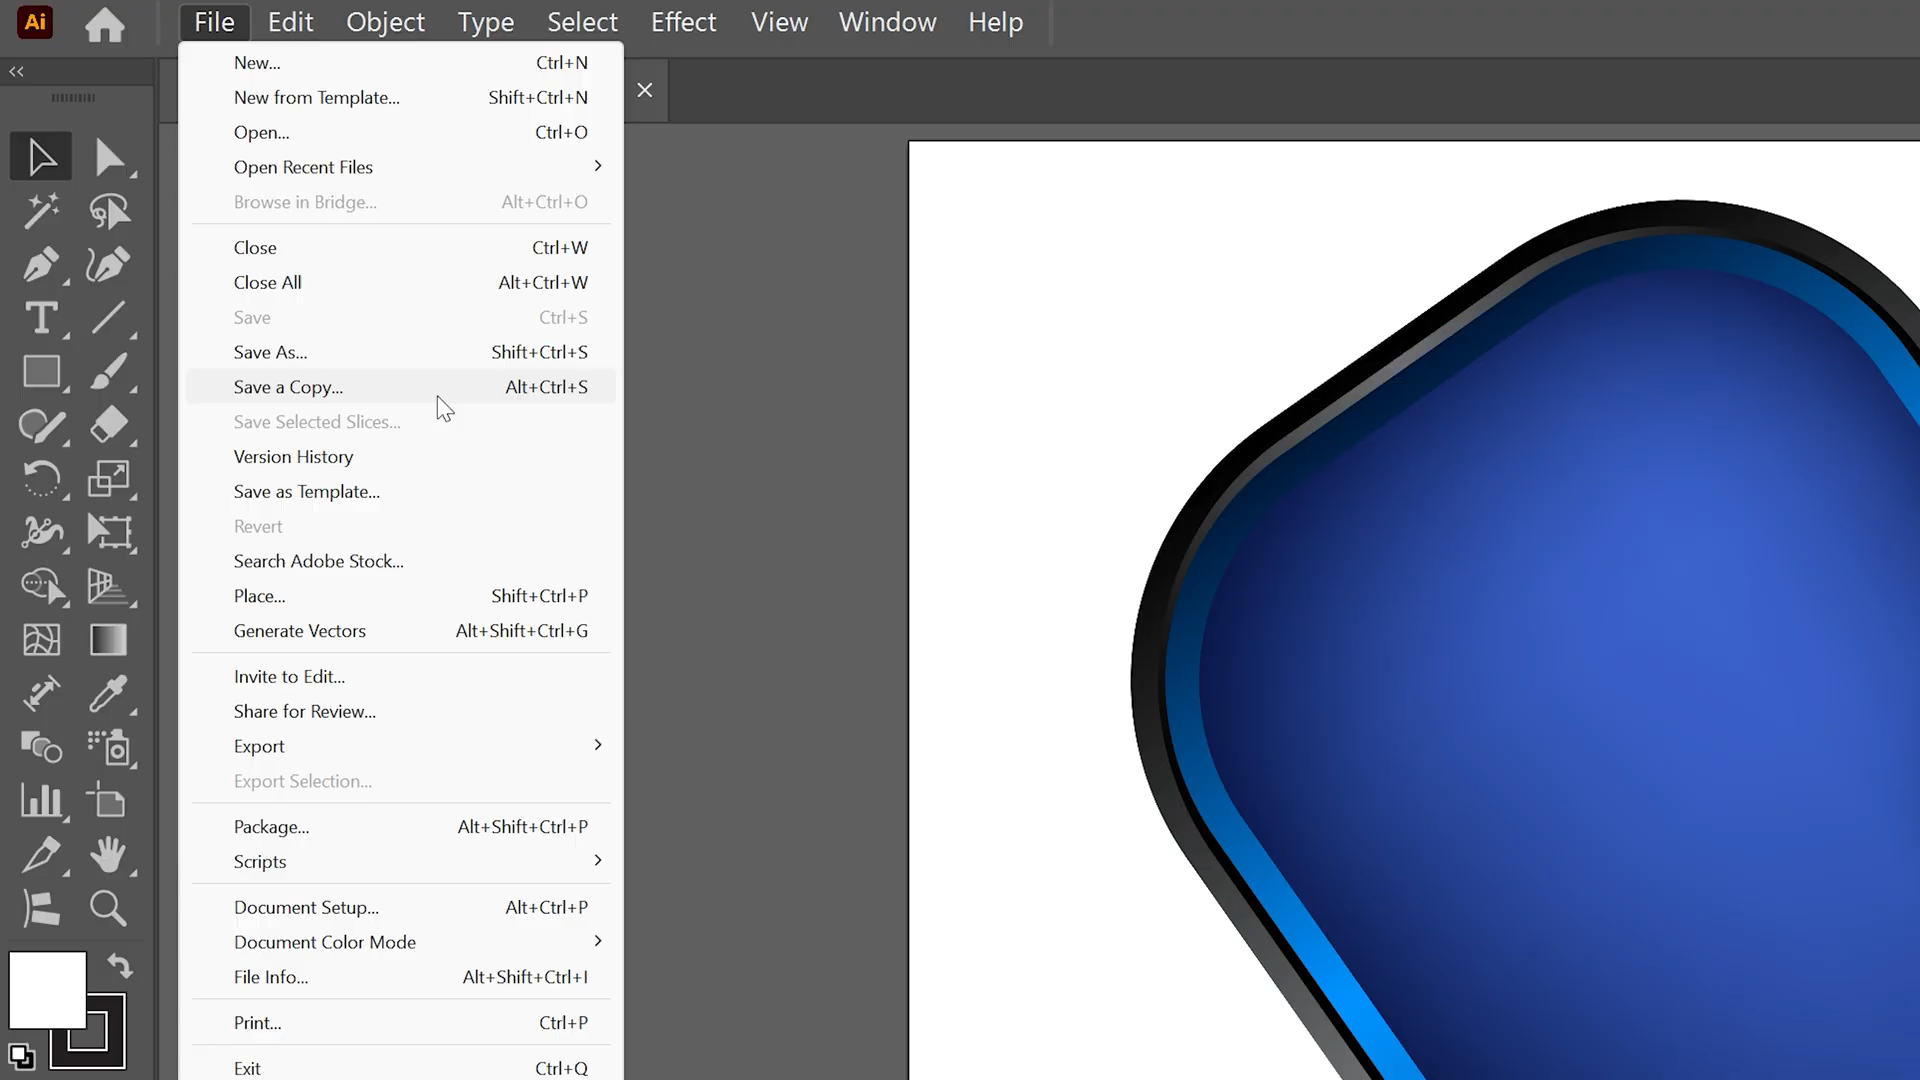 Ai
File Edit Object Type Select Effect View Window Help
New... Ctrl+N
New from Template... Shift+Ctrl+N
Open... Ctrl+O
Open Recent Files
Browse in Bridge... Alt+Ctrl+O
Close Ctrl+W
Close All Alt+Ctrl+W
Save Ctrl+S
Save As... Shift+Ctrl+S
Save a Copy... Alt+Ctrl+S
Save Selected Slices...
Version History
Save as Template...
Revert
Search Adobe Stock...
Place... Shift+Ctrl+P
Generate Vectors Alt+Shift+Ctrl+G
Invite to Edit...
Share for Review...
Export
Export Selection...
Package... Alt+Shift+Ctrl+P
Scripts
Document Setup... Alt+Ctrl+P
Document Color Mode
File Info... Alt+Shift+Ctrl+I
Print... Ctrl+P
Exit Ctrl+Q